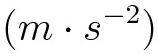 (m · s⁻²)